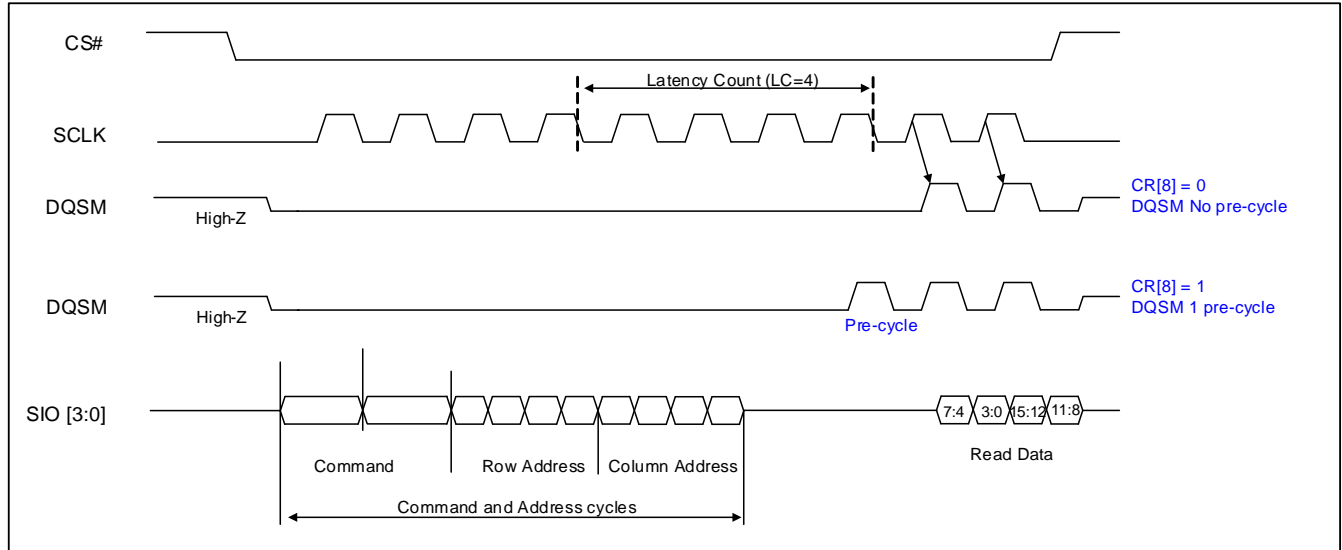 CS#
Latency Count (LC=4)
SCLK
DQSM
High-Z
CR[8] = 0
DQSM No pre-cycle
DQSM
High-Z
Pre-cycle
CR[8] = 1
DQSM 1 pre-cycle
SIO [3:0]
7:4 3:0 15:12 11:8
Command Row Address Column Address Read Data
Command and Address cycles